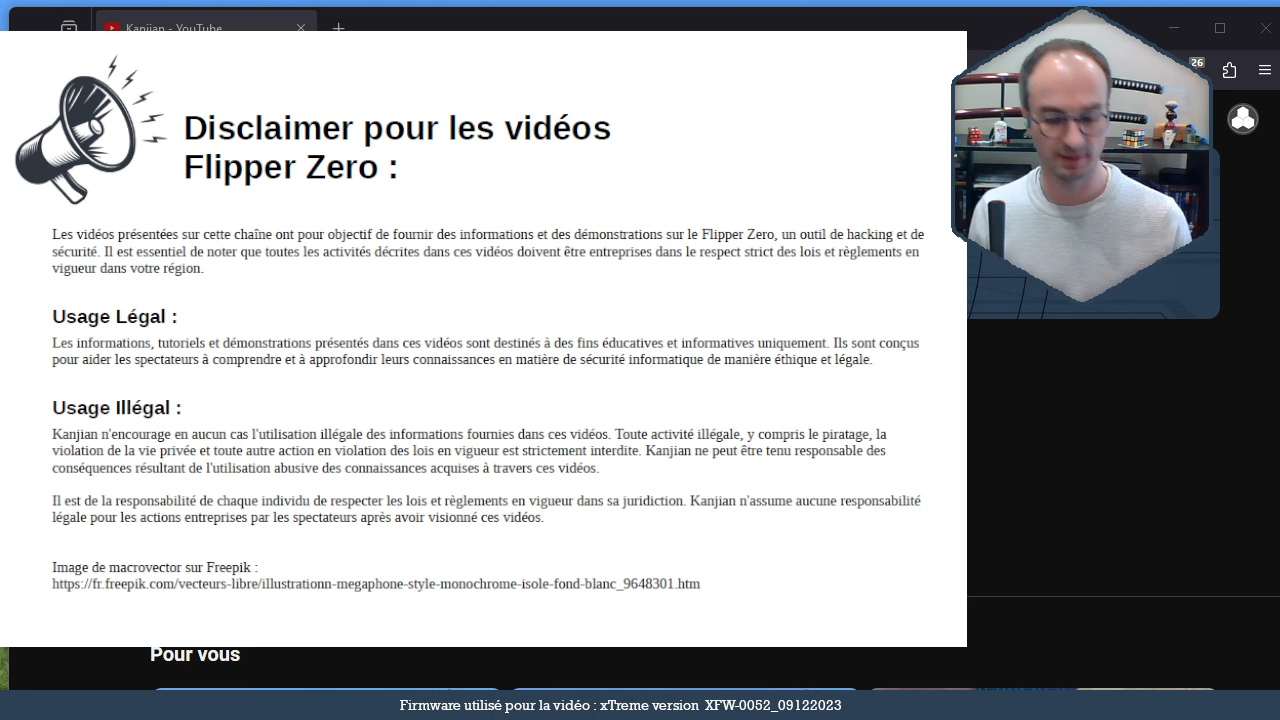 Kanjian - YouTube
26
Disclaimer pour les vidéos
Flipper Zero :
Les vidéos présentées sur cette chaîne ont pour objectif de fournir des informations et des démonstrations sur le Flipper Zero, un outil de hacking et de
sécurité. Il est essentiel de noter que toutes les activités décrites dans ces vidéos doivent être entreprises dans le respect strict des lois et règlements en
vigueur dans votre région.
Usage Légal :
Les informations, tutoriels et démonstrations présentés dans ces vidéos sont destinés à des fins éducatives et informatives uniquement. Ils sont conçus
pour aider les spectateurs à comprendre et à approfondir leurs connaissances en matière de sécurité informatique de manière éthique et légale.
Usage Illégal :
Kanjian n'encourage en aucun cas l'utilisation illégale des informations fournies dans ces vidéos. Toute activité illégale, y compris le piratage, la
violation de la vie privée et toute autre action en violation des lois en vigueur est strictement interdite. Kanjian ne peut être tenu responsable des
conséquences résultant de l'utilisation abusive des connaissances acquises à travers ces vidéos.
Il est de la responsabilité de chaque individu de respecter les lois et règlements en vigueur dans sa juridiction. Kanjian n'assume aucune responsabilité
légale pour les actions entreprises par les spectateurs après avoir visionné ces vidéos.
Image de macrovector sur Freepik :
https://fr.freepik.com/vecteurs-libre/illustrationn-megaphone-style-monochrome-isole-fond-blanc_9648301.htm
Pour vous
Firmware utilisé pour la vidéo : xTreme version XFW-0052_09122023